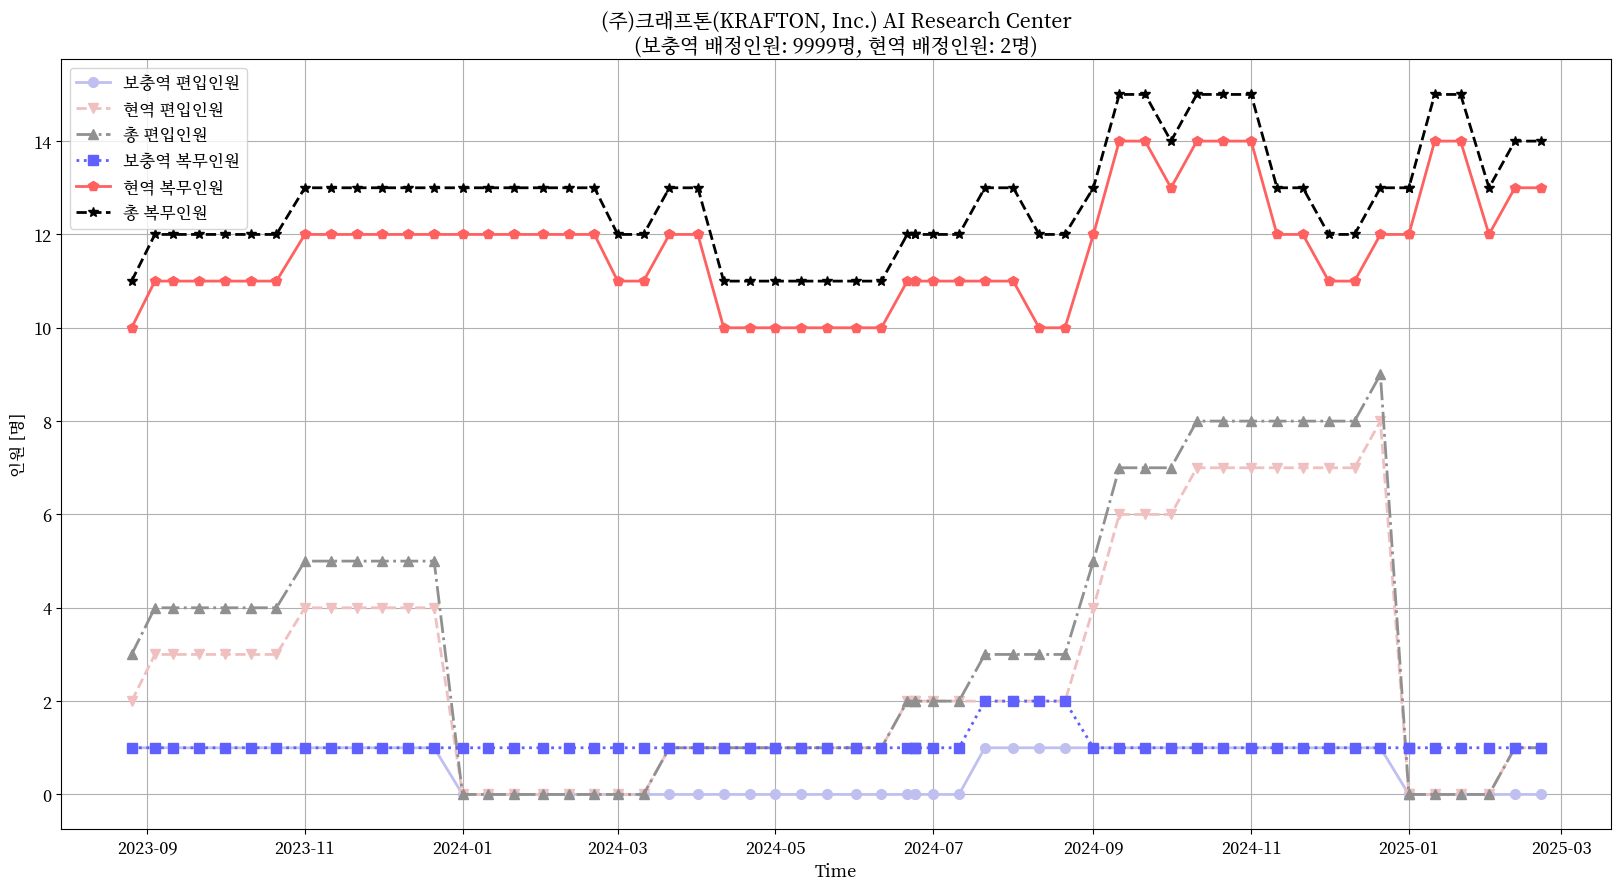 (주)크래프톤(KRAFTON, Inc.) AI Research Center
(보충역 배정인원: 9999명, 현역 배정인원: 2명)
보충역 편입인원
현역 편입인원
총 편입인원
보충역 복무인원
현역 복무인원
총 복무인원
인원 [명]
14
12
10
8
6
4
2
0
2023-09
2023-11
2024-01
2024-03
2024-05
2024-07
2024-09
2024-11
2025-01
2025-03
Time